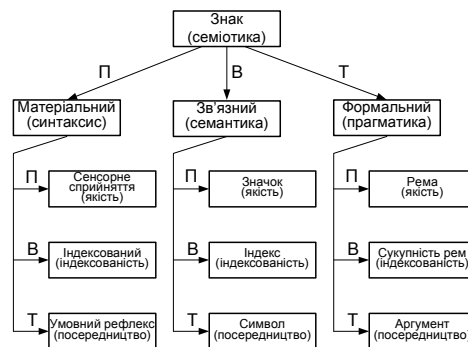 Знак
(семіотика)
П
В
Т
Матеріальний
(синтаксис)
Зв'язний
(семантика)
Формальний
(прагматика)
П
Сенсорне
сприйняття
(якість)
П
Значок
(якість)
П
Рема
(якість)
В
Індексований
(індексованість)
В
Індекс
(індексованість)
В
Сукупність рем
(індексованість)
Т
Умовний рефлекс
(посередництво)
Т
Символ
(посередництво)
Т
Аргумент
(посередництво)